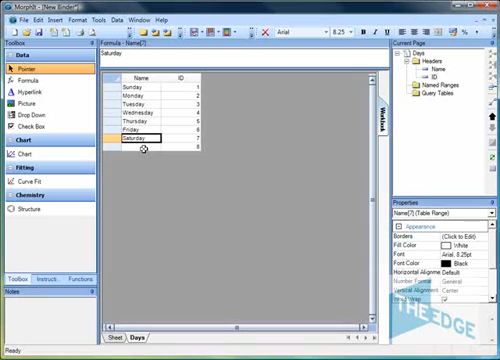 MorphIt - [New Binder*]
File Edit Insert Format Tools Data Window Help
Arial 8.25
Toolbox
Data
Pointer
Formula
Hyperlink
Picture
Drop Down
Check Box
Chart
Chart
Fitting
Curve Fit
Chemistry
Structure
Toolbox Instructi... Functions
Notes
Formula - Name[7]
Saturday
Name ID
Sunday 1
Monday 2
Tuesday 3
Wednesday 4
Thursday 5
Friday 6
Saturday 7
8
Workbook
Sheet Days
Current Page
Days
Headers
Name
ID
Named Ranges
Query Tables
Properties
Name[7] (Table Range)
Appearance
Borders (Click to Edit)
Fill Color White
Font Arial, 8.25pt
Font Color Black
Horizontal Alignme Default
Number Format General
Vertical Alignment Center
Word Wrap
THE EDGE
Ready